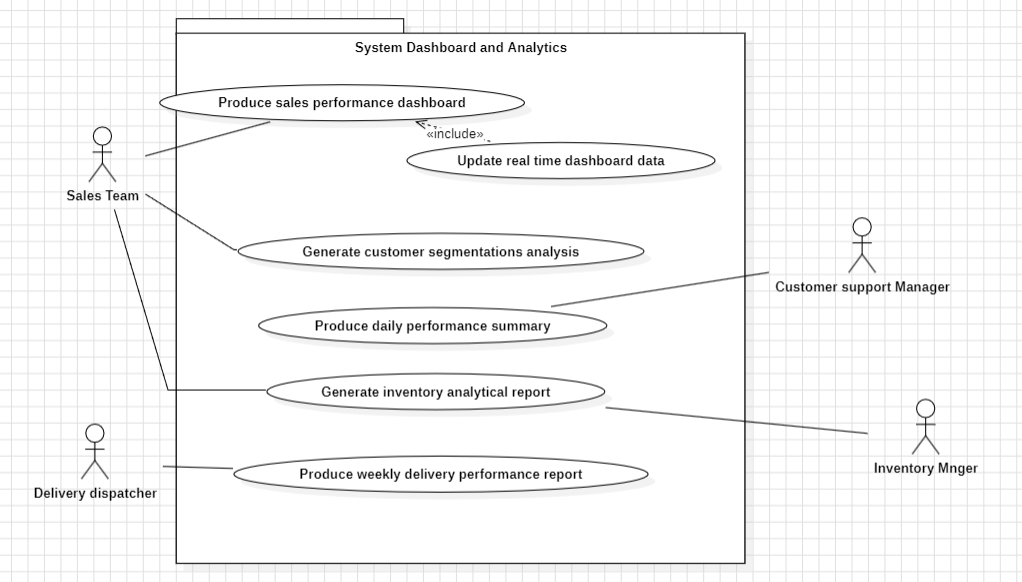 System Dashboard and Analytics
Produce sales performance dashboard
«include»
Update real time dashboard data
Sales Team
Generate customer segmentations analysis
Customer support Manager
Produce daily performance summary
Generate inventory analytical report
Inventory Mnger
Produce weekly delivery performance report
Delivery dispatcher